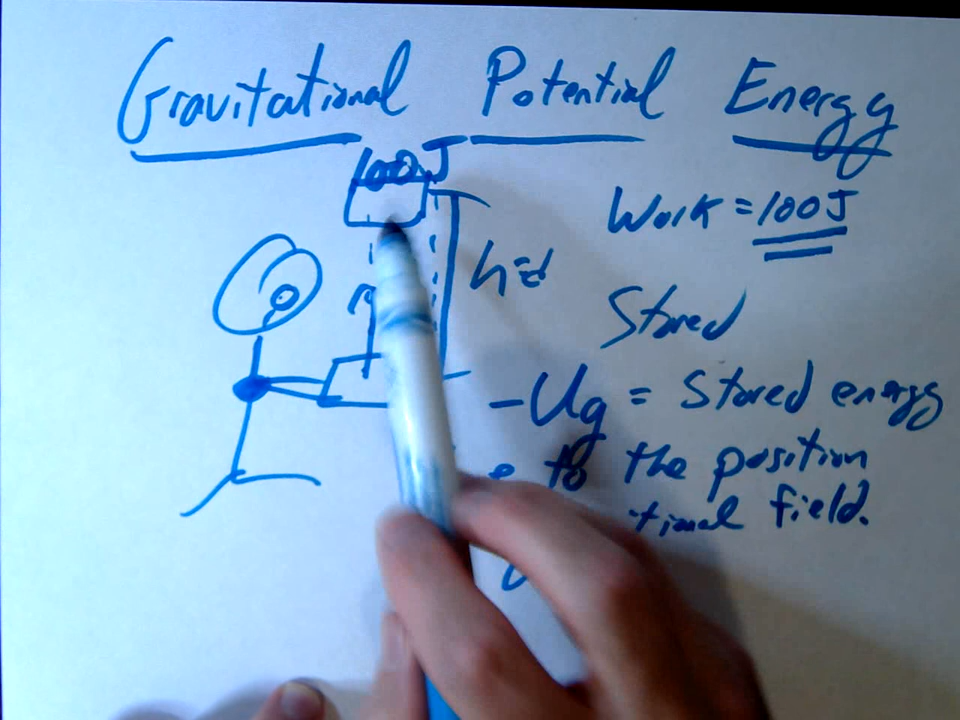 Gravitational Potential Energy
100J
Work = 100J
h=d
Stored
-Ug = Stored energy
to the position
field.